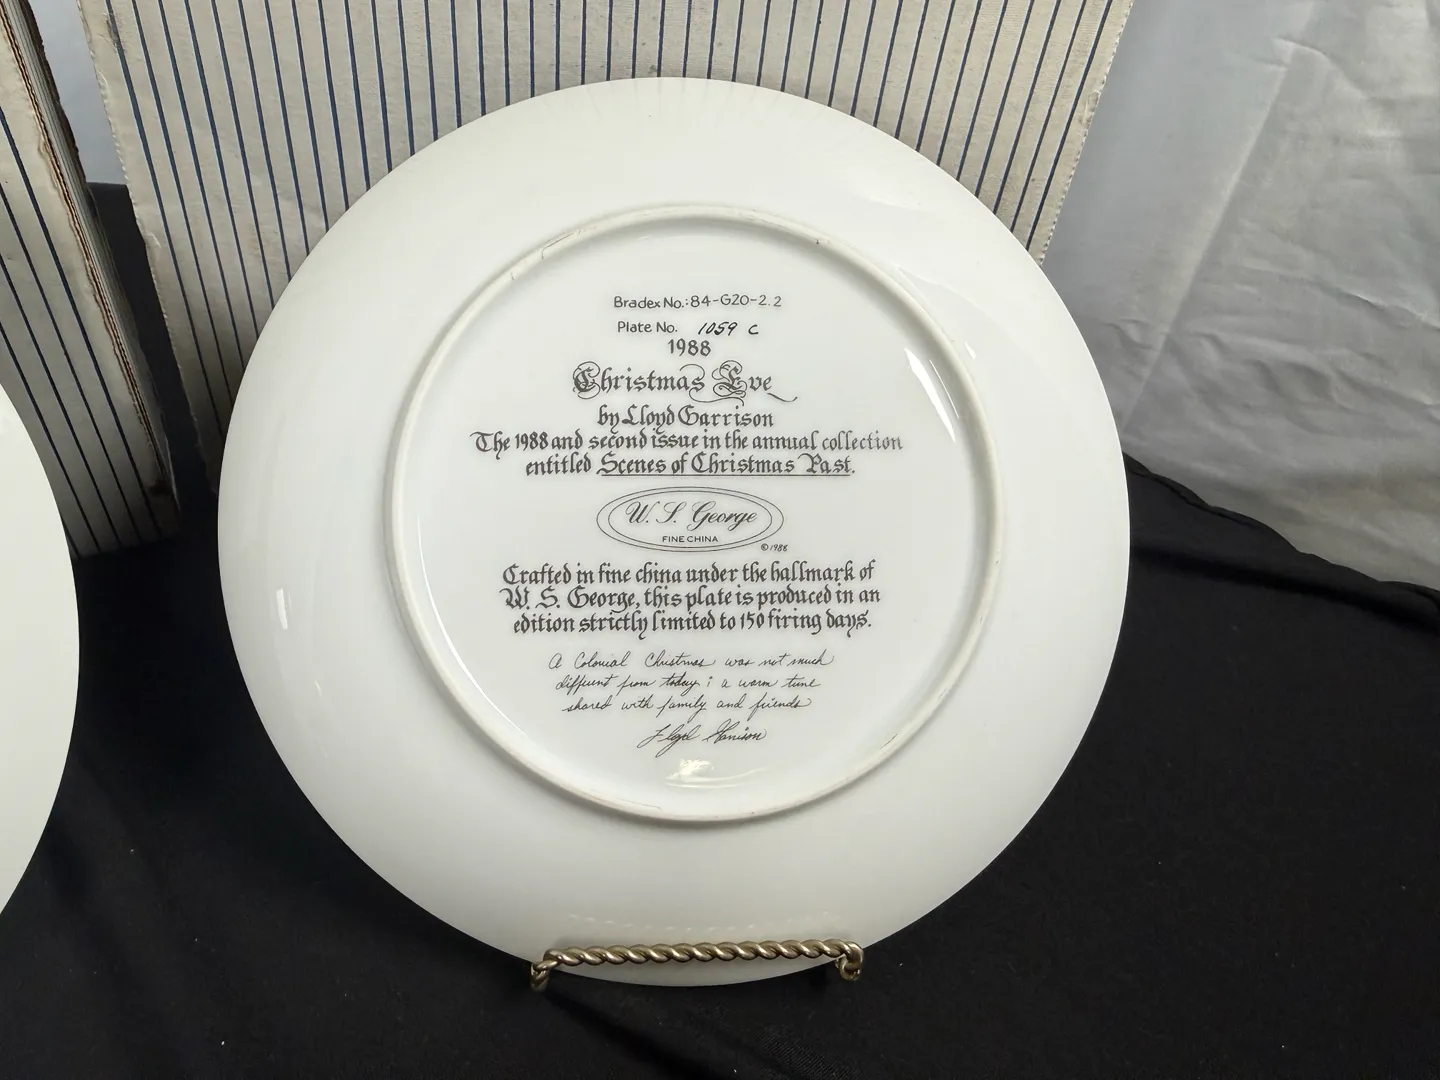 Bradex No.: 84-G20-2.2
Plate No. 1059 C
1988
Christmas Eve
by Lloyd Garrison
The 1988 and second issue in the annual collection
entitled Scenes of Christmas Past.
W. S. George
FINE CHINA
©1988
Crafted in fine china under the hallmark of
W. S. George, this plate is produced in an
edition strictly limited to 150 firing days.
A Colonial Christmas was not much
different from today; a warm time
shared with family and friends
Lloyd Garrison